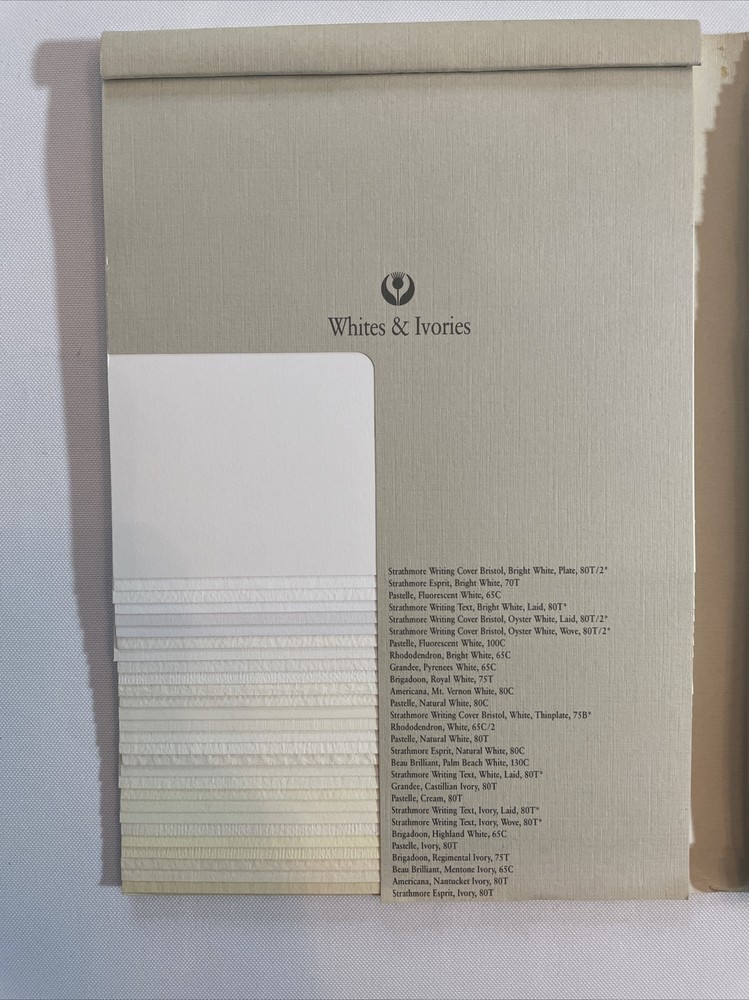 Whites & Ivories
Strathmore Writing Cover Bristol, Bright White, Plate, 80T/2*
Strathmore Esprit, Bright White, 70T
Pastelle, Fluorescent White, 65C
Strathmore Writing Text, Bright White, Laid, 80T*
Strathmore Writing Cover Bristol, Oyster White, Laid, 80T/2*
Strathmore Writing Cover Bristol, Oyster White, Wove, 80T/2*
Pastelle, Fluorescent White, 100C
Rhododendron, Bright White, 65C
Grandee, Pyrenees White, 65C
Brigadoon, Royal White, 75T
Americana, Mt. Vernon White, 80C
Pastelle, Natural White, 80C
Strathmore Writing Cover Bristol, White, Thinplate, 75B*
Rhododendron, White, 65C/2
Pastelle, Natural White, 80T
Strathmore Esprit, Natural White, 80C
Beau Brilliant, Palm Beach White, 130C
Strathmore Writing Text, White, Laid, 80T*
Grandee, Castillian Ivory, 80T
Pastelle, Cream, 80T
Strathmore Writing Text, Ivory, Laid, 80T*
Strathmore Writing Text, Ivory, Wove, 80T*
Brigadoon, Highland White, 65C
Pastelle, Ivory, 80T
Brigadoon, Regimental Ivory, 75T
Beau Brilliant, Mentone Ivory, 65C
Americana, Nantucket Ivory, 80T
Strathmore Esprit, Ivory, 80T